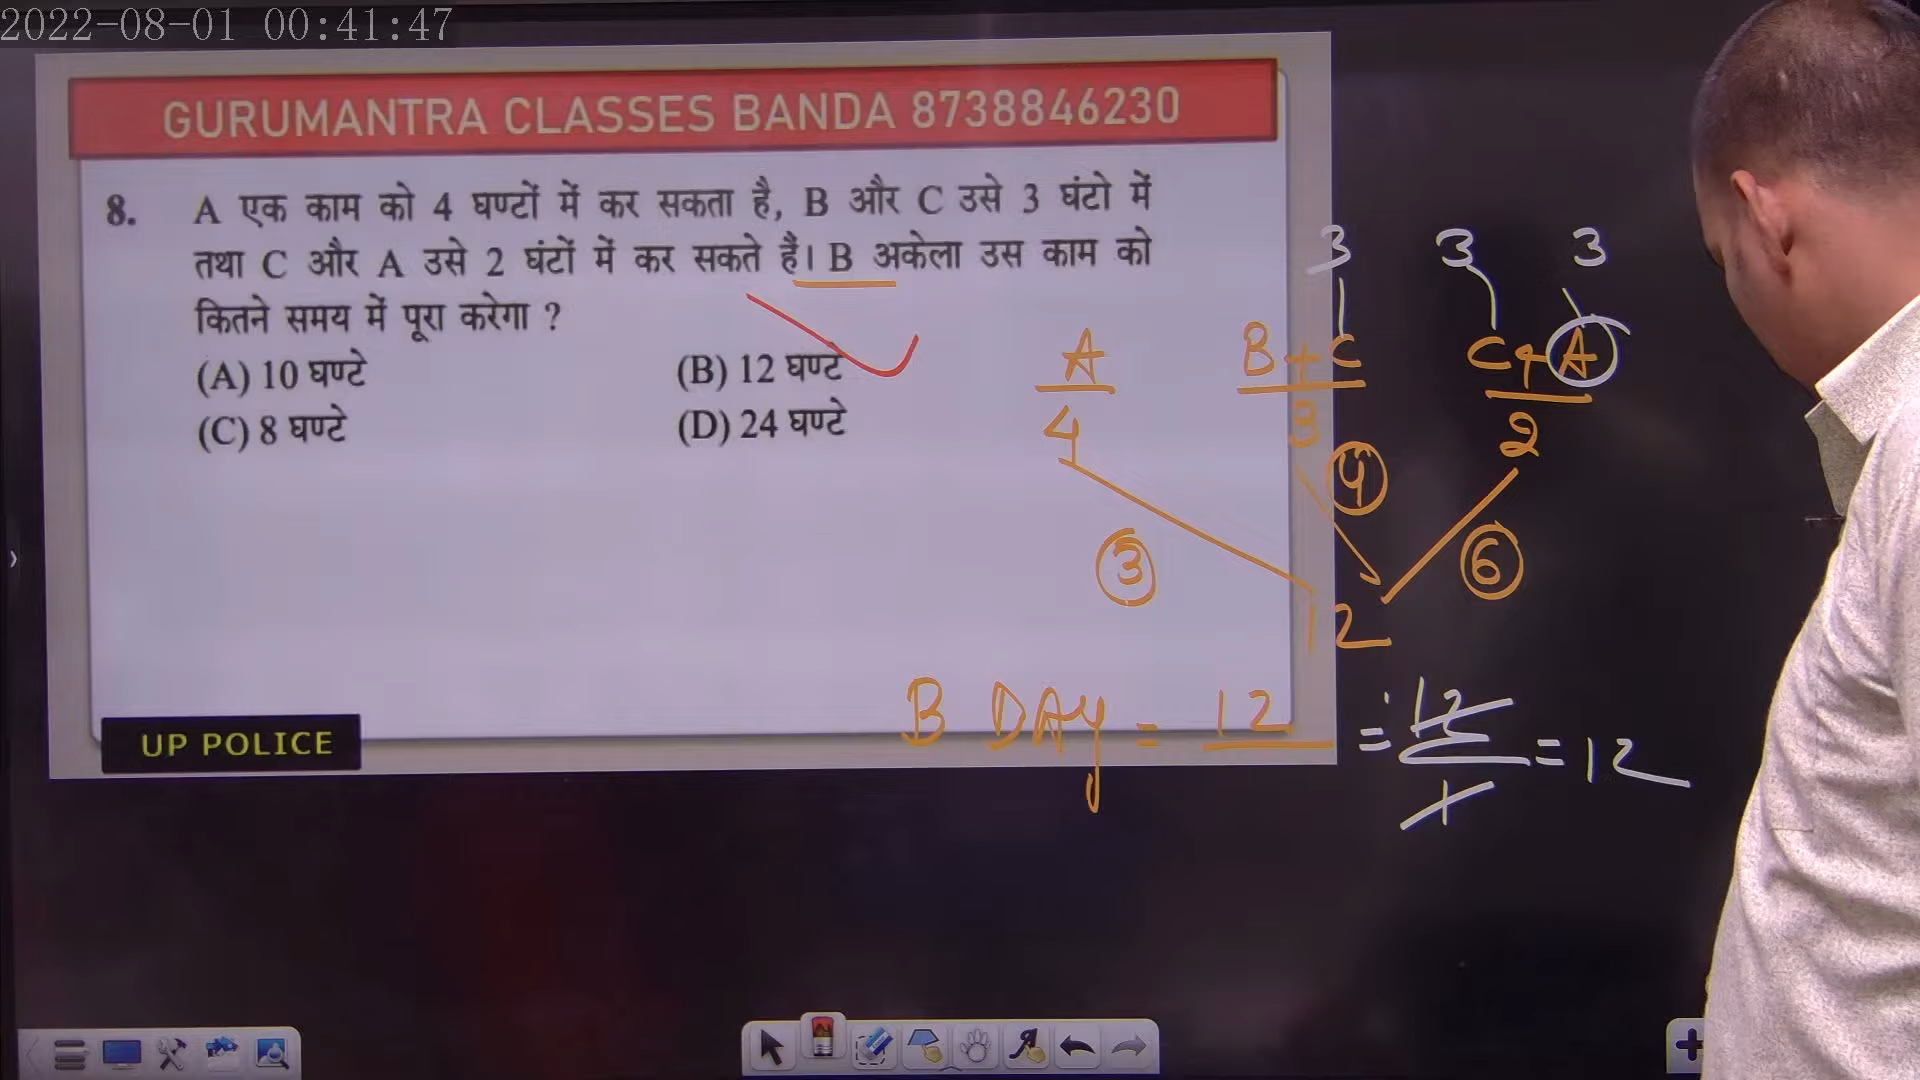 2022-08-01 00:41:47
GURUMANTRA CLASSES BANDA 8738846230
8. A एक काम को 4 घण्टों में कर सकता है, B और C उसे 3 घंटो में
तथा C और A उसे 2 घंटों में कर सकते हैं। B अकेला उस काम को
कितने समय में पूरा करेगा ?
(A) 10 घण्टे (B) 12 घण्टे
(C) 8 घण्टे (D) 24 घण्टे
3 3 3
A B+C C+A
4 3 2
4
3 6
12
B DAY = 12 = 12 = 12
1
UP POLICE